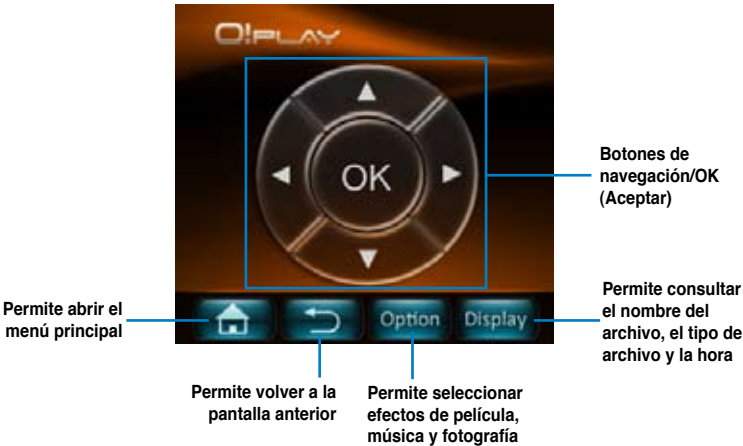 O!PLAY
OK
Botones de
navegación/OK
(Aceptar)
Option
Display
Permite abrir el
menú principal
Permite volver a la
pantalla anterior
Permite seleccionar
efectos de película,
música y fotografía
Permite consultar
el nombre del
archivo, el tipo de
archivo y la hora